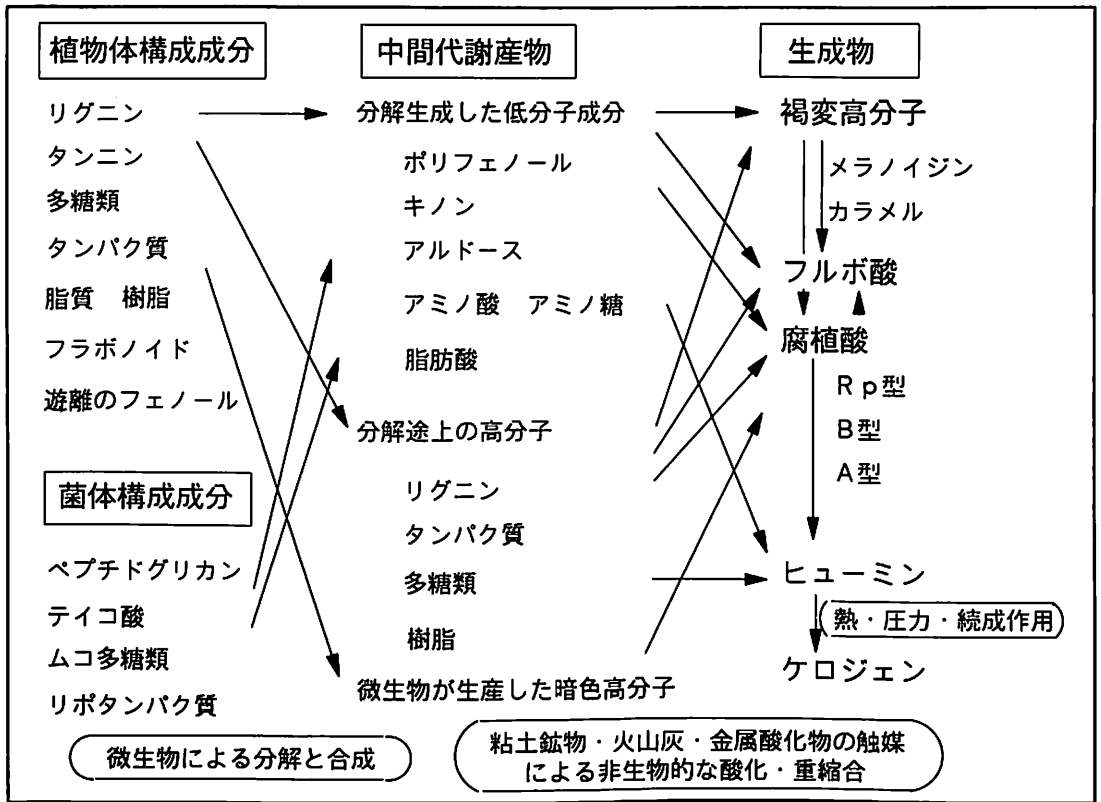 植物体構成成分
リグニン
タンニン
多糖類
タンパク質
脂質 樹脂
フラボノイド
遊離のフェノール
菌体構成成分
ペプチドグリカン
テイコ酸
ムコ多糖類
リポタンパク質
微生物による分解と合成
中間代謝産物
分解生成した低分子成分
ポリフェノール
キノン
アルドース
アミノ酸 アミノ糖
脂肪酸
分解途上の高分子
リグニン
タンパク質
多糖類
樹脂
微生物が生産した暗色高分子
粘土鉱物・火山灰・金属酸化物の触媒
による非生物的な酸化・重縮合
生成物
褐変高分子
メラノイジン
カラメル
フルボ酸
腐植酸
Rp型
B型
A型
ヒューミン
熱・圧力・続成作用
ケロジェン